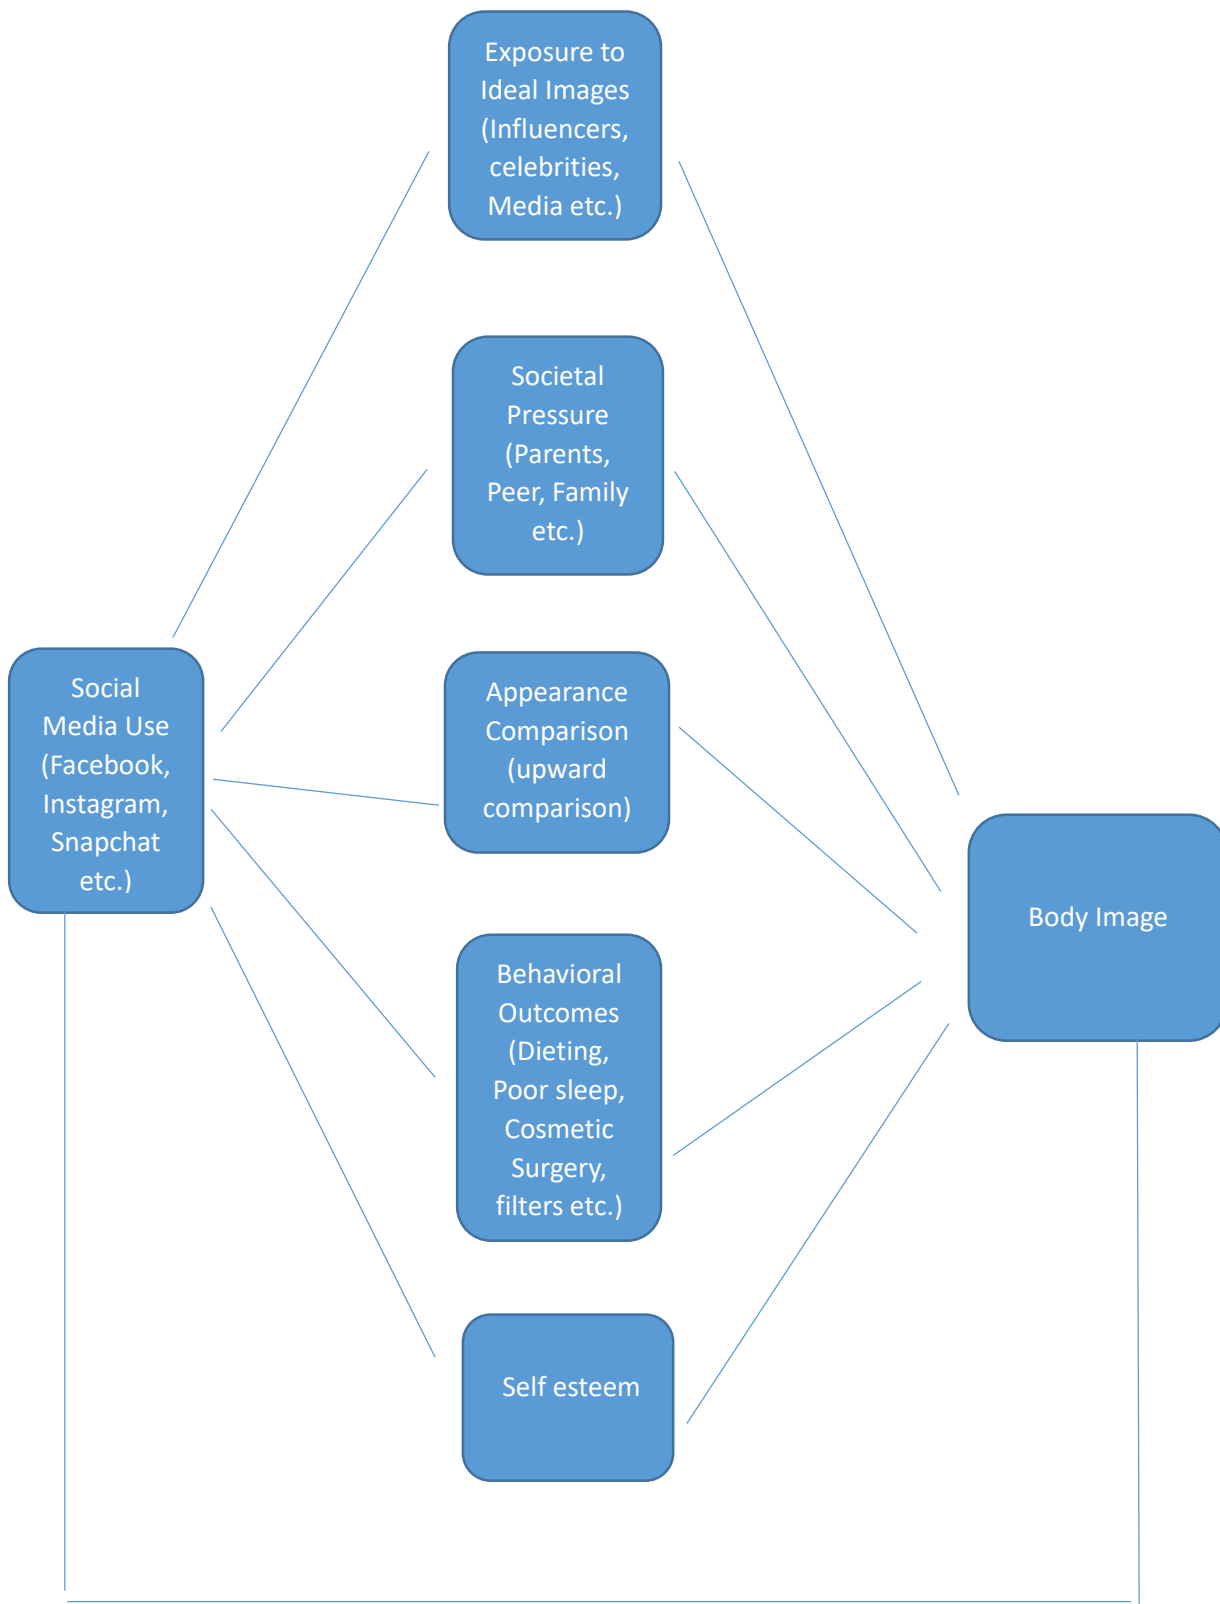 Exposure to
Ideal Images
(Influencers,
celebrities,
Media etc.)
Societal
Pressure
(Parents,
Peer, Family
etc.)
Social
Media Use
(Facebook,
Instagram,
Snapchat
etc.)
Appearance
Comparison
(upward
comparison)
Body Image
Behavioral
Outcomes
(Dieting,
Poor sleep,
Cosmetic
Surgery,
filters etc.)
Self esteem